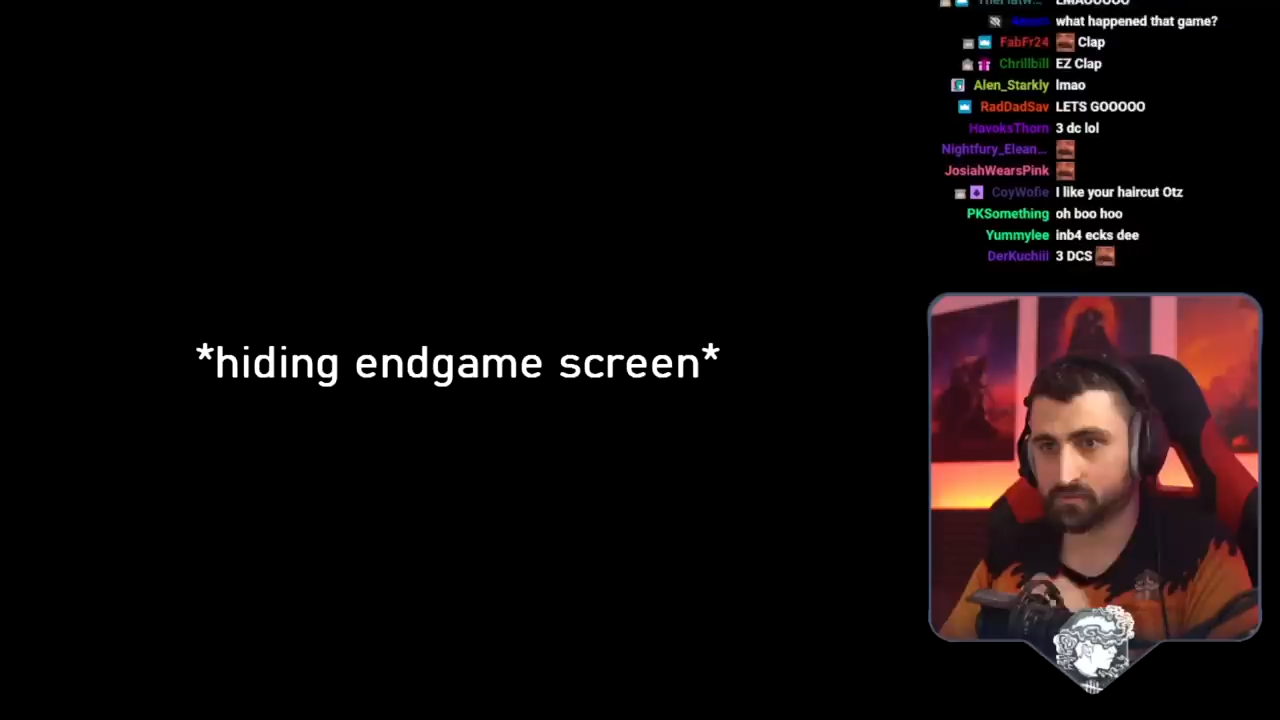 LMAOOOOO
what happened that game?
FabFr24 Clap
Chrillbill EZ Clap
Alen_Starkly lmao
RadDadSav LETS GOOOOO
HavoksThorn 3 dc lol
Nightfury_Elean...
JosiahWearsPink
CoyWofie I like your haircut Otz
PKSomething oh boo hoo
Yummylee inb4 ecks dee
DerKuchiii 3 DCS
*hiding endgame screen*